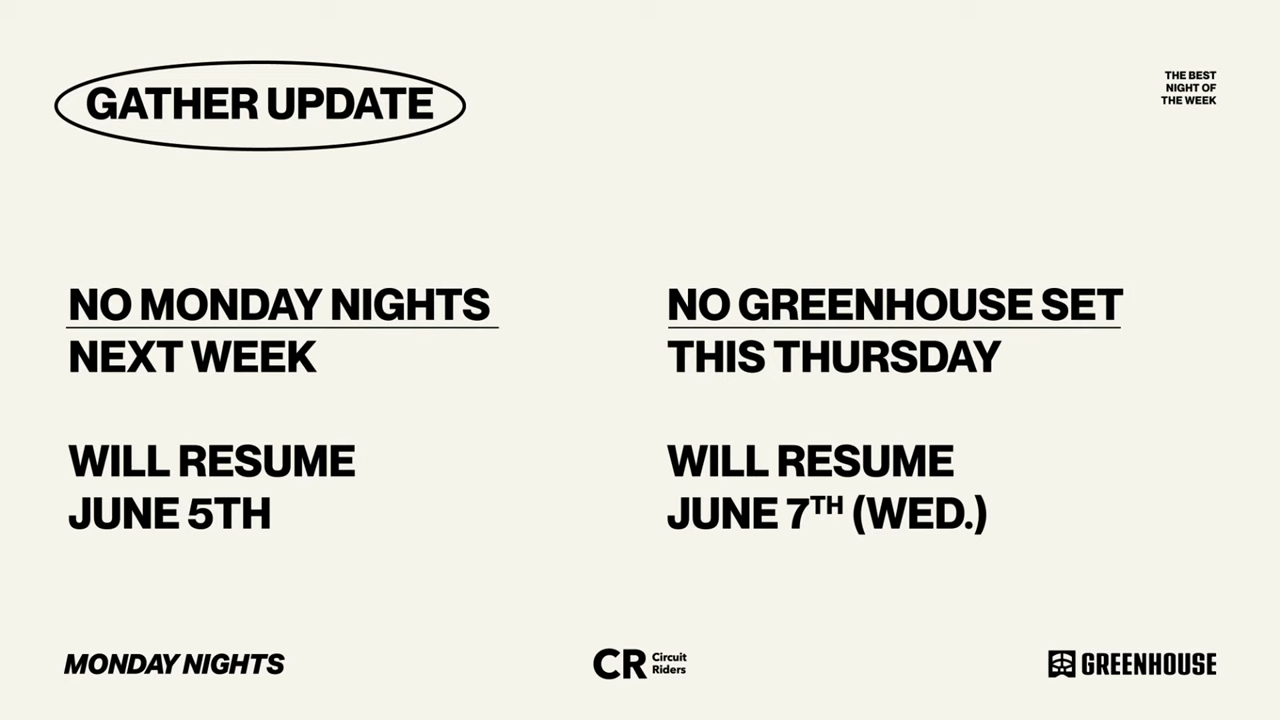 GATHER UPDATE
THE BEST
NIGHT OF
THE WEEK
NO MONDAY NIGHTS
NEXT WEEK
WILL RESUME
JUNE 5TH
NO GREENHOUSE SET
THIS THURSDAY
WILL RESUME
JUNE 7TH (WED.)
MONDAY NIGHTS
CR Circuit
Riders
GREENHOUSE